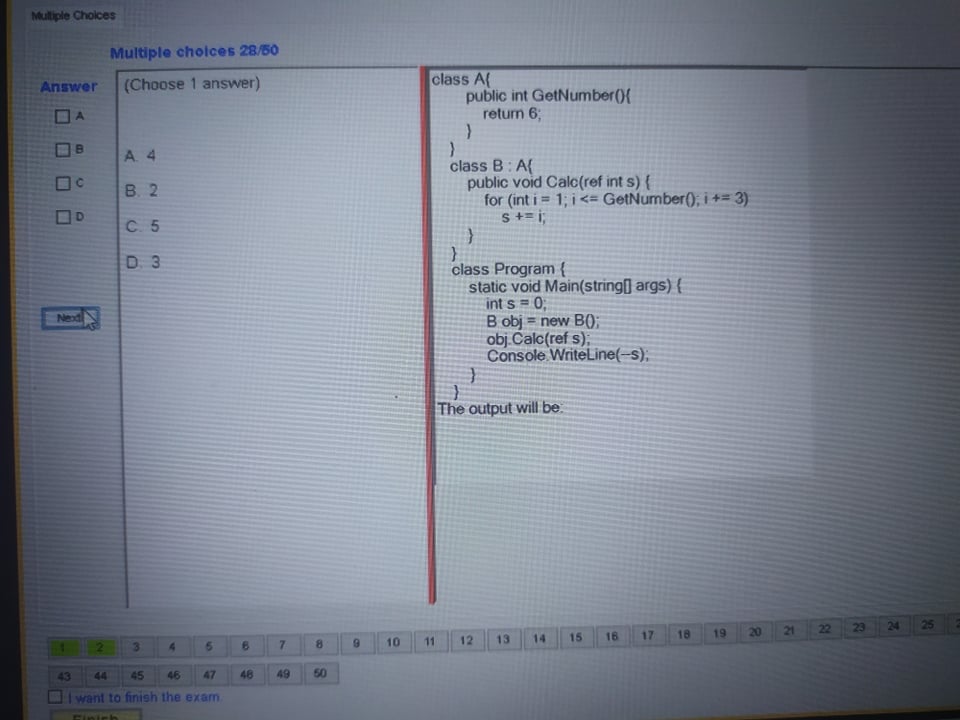 Multiple Choices
Multiple choices 28/50
Answer
(Choose 1 answer)
A
B
C
D
A. 4
B. 2
C. 5
D. 3
Next
class A{
public int GetNumber(){
return 6;
}
}
class B : A{
public void Calc(ref int s) {
for (int i = 1; i <= GetNumber(); i += 3)
s += i;
}
}
class Program {
static void Main(string[] args) {
int s = 0;
B obj = new B();
obj.Calc(ref s);
Console.WriteLine(--s);
}
}
The output will be:
1 2 3 4 5 6 7 8 9 10 11 12 13 14 15 16 17 18 19 20 21 22 23 24 25
43 44 45 46 47 48 49 50
I want to finish the exam.
Finish